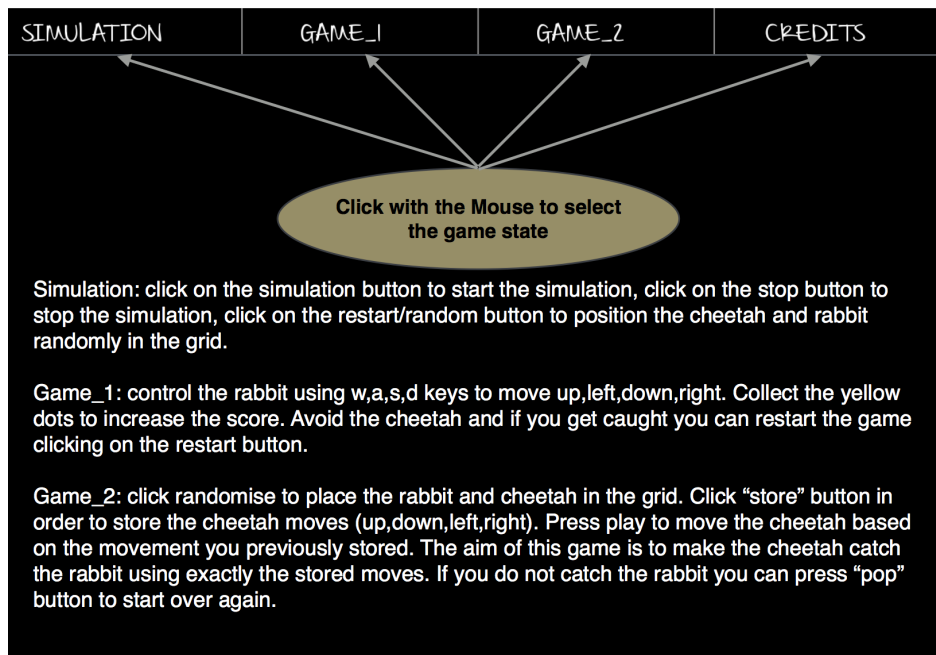 SIMULATION
GAME_1
GAME_2
CREDITS
Click with the Mouse to select
the game state
Simulation: click on the simulation button to start the simulation, click on the stop button to
stop the simulation, click on the restart/random button to position the cheetah and rabbit
randomly in the grid.
Game_1: control the rabbit using w,a,s,d keys to move up,left,down,right. Collect the yellow
dots to increase the score. Avoid the cheetah and if you get caught you can restart the game
clicking on the restart button.
Game_2: click randomise to place the rabbit and cheetah in the grid. Click “store” button in
order to store the cheetah moves (up,down,left,right). Press play to move the cheetah based
on the movement you previously stored. The aim of this game is to make the cheetah catch
the rabbit using exactly the stored moves. If you do not catch the rabbit you can press “pop”
button to start over again.